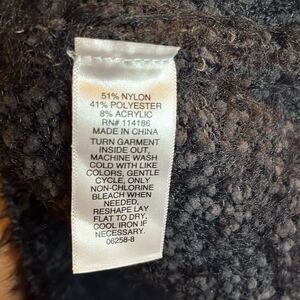 51% NYLON
41% POLYESTER
8% ACRYLIC
RN# 114186
MADE IN CHINA
TURN GARMENT
INSIDE OUT,
MACHINE WASH
COLD WITH LIKE
COLORS, GENTLE
CYCLE, ONLY
NON-CHLORINE
BLEACH WHEN
NEEDED,
RESHAPE LAY
FLAT TO DRY,
COOL IRON IF
NECESSARY.
06258-8